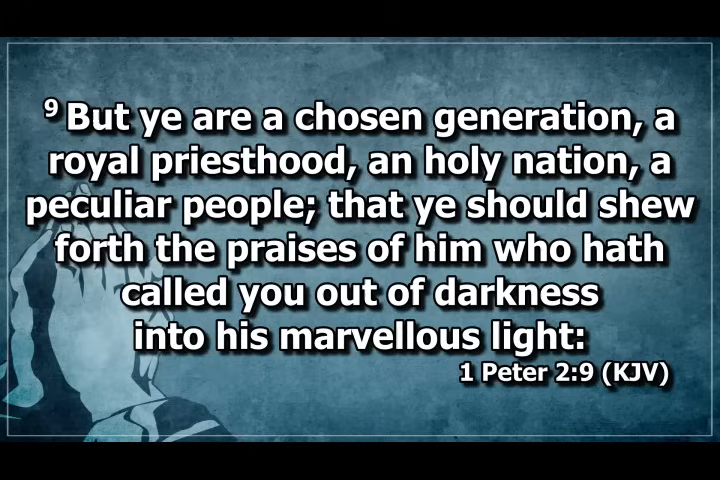 9 But ye are a chosen generation, a
royal priesthood, an holy nation, a
peculiar people; that ye should shew
forth the praises of him who hath
called you out of darkness
into his marvellous light:
1 Peter 2:9 (KJV)